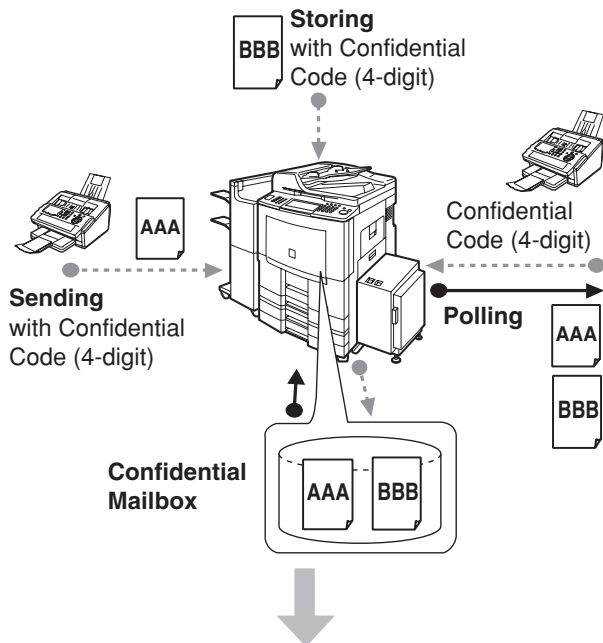 Storing
BBB
with Confidential
Code (4-digit)
AAA
Sending
with Confidential
Code (4-digit)
Confidential
Code (4-digit)
Polling
AAA
BBB
Confidential
Mailbox
AAA
BBB